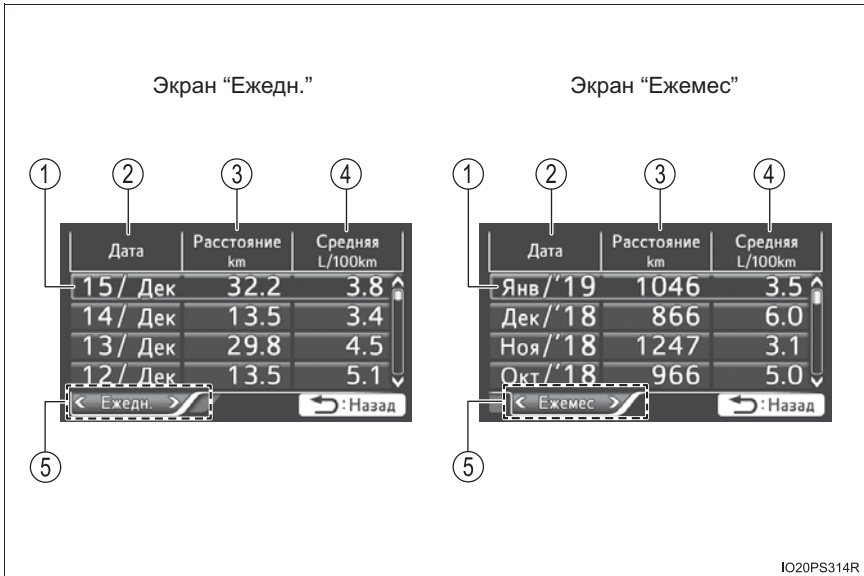 Экран “Ежедн.”
Экран “Ежемес”
1 2 3 4
Дата Расстояние km Средняя L/100km
15/ Дек 32.2 3.8
14/ Дек 13.5 3.4
13/ Дек 29.8 4.5
12/ Дек 13.5 5.1
< Ежедн. > :Назад
5
1 2 3 4
Дата Расстояние km Средняя L/100km
Янв/’19 1046 3.5
Дек/’18 866 6.0
Ноя/’18 1247 3.1
Окт/’18 966 5.0
< Ежемес > :Назад
5
IO20PS314R